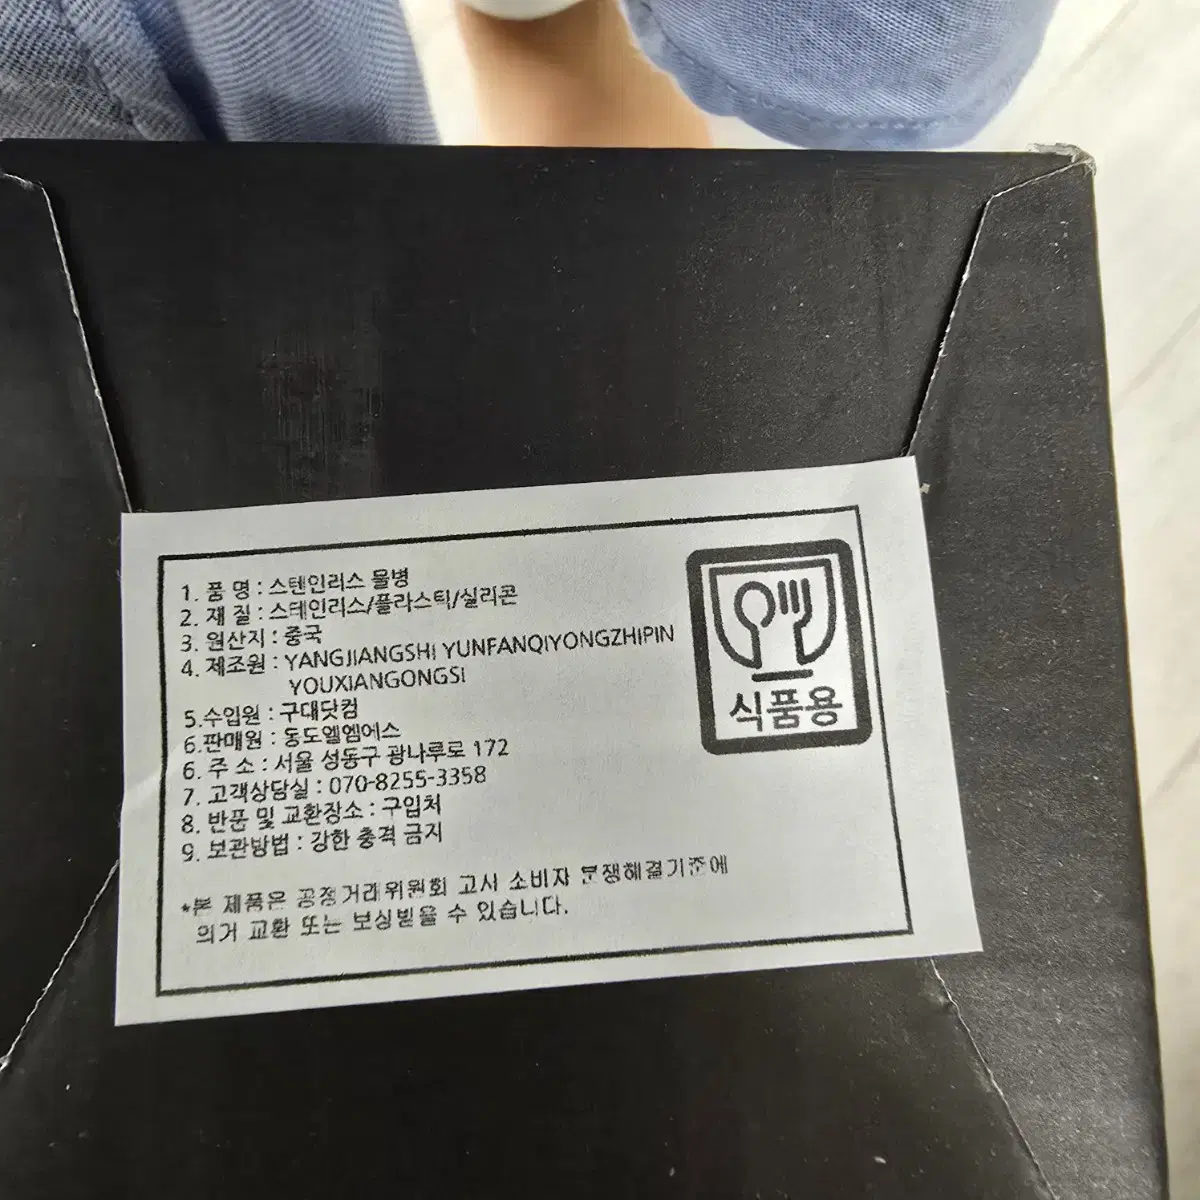 1. 품 명 : 스텐인리스 물병
2. 재 질 : 스테인리스/플라스틱/실리콘
3. 원산지 : 중국
4. 제조원 : YANGJIANGSHI YUNFANQIYONGZHIPIN
YOUXIANGONGSI
5.수입원 : 구대닷컴
6.판매원 : 동도엘엠에스
6. 주 소 : 서울 성동구 광나루로 172
7. 고객상담실 : 070-8255-3358
8. 반품 및 교환장소 : 구입처
9. 보관방법 : 강한 충격 금지
*본 제품은 공정거래위원회 고시 소비자 분쟁해결기준에
의거 교환 또는 보상받을 수 있습니다.
식품용